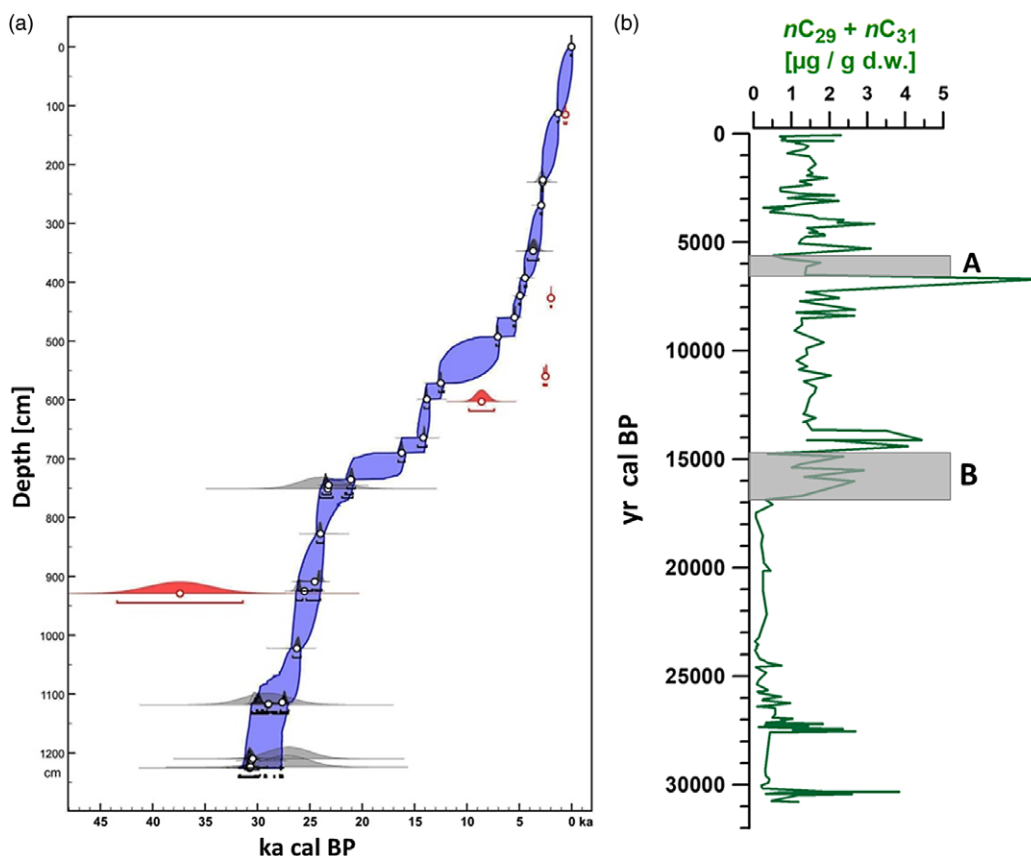 (a)
0
100
200
300
400
500
600
700
800
900
1000
1100
1200
cm
Depth [cm]
45 40 35 30 25 20 15 10 5 0 ka
ka cal BP
(b)
nC29 + nC31
[µg / g d.w.]
0 1 2 3 4 5
0
5000
10000
15000
20000
25000
30000
yr cal BP
A
B